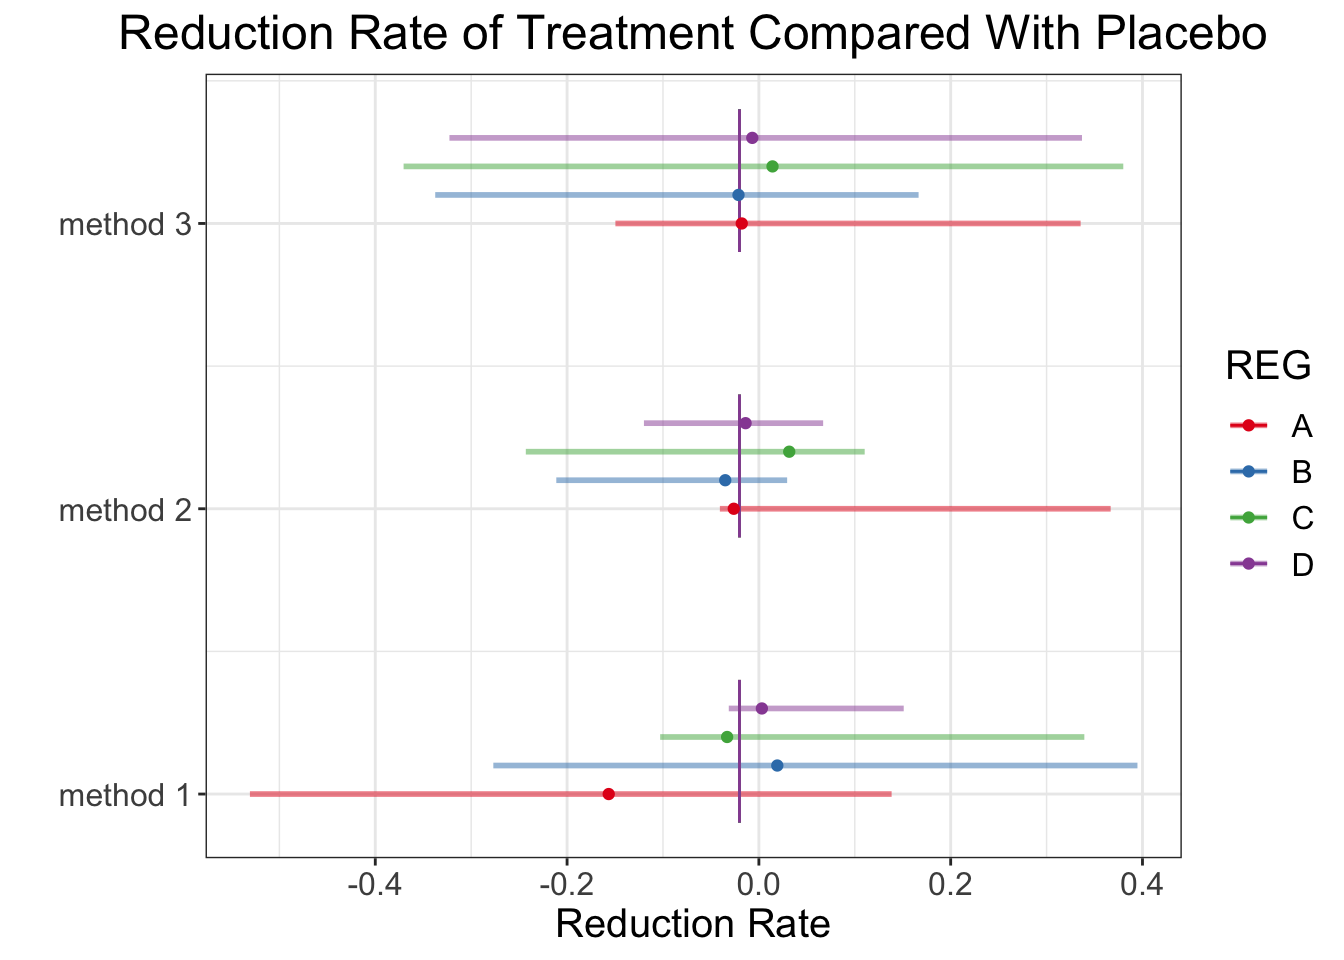 Reduction Rate of Treatment Compared With Placebo
method 3
method 2
method 1
-0.4 -0.2 0.0 0.2 0.4
Reduction Rate
REG
A
B
C
D